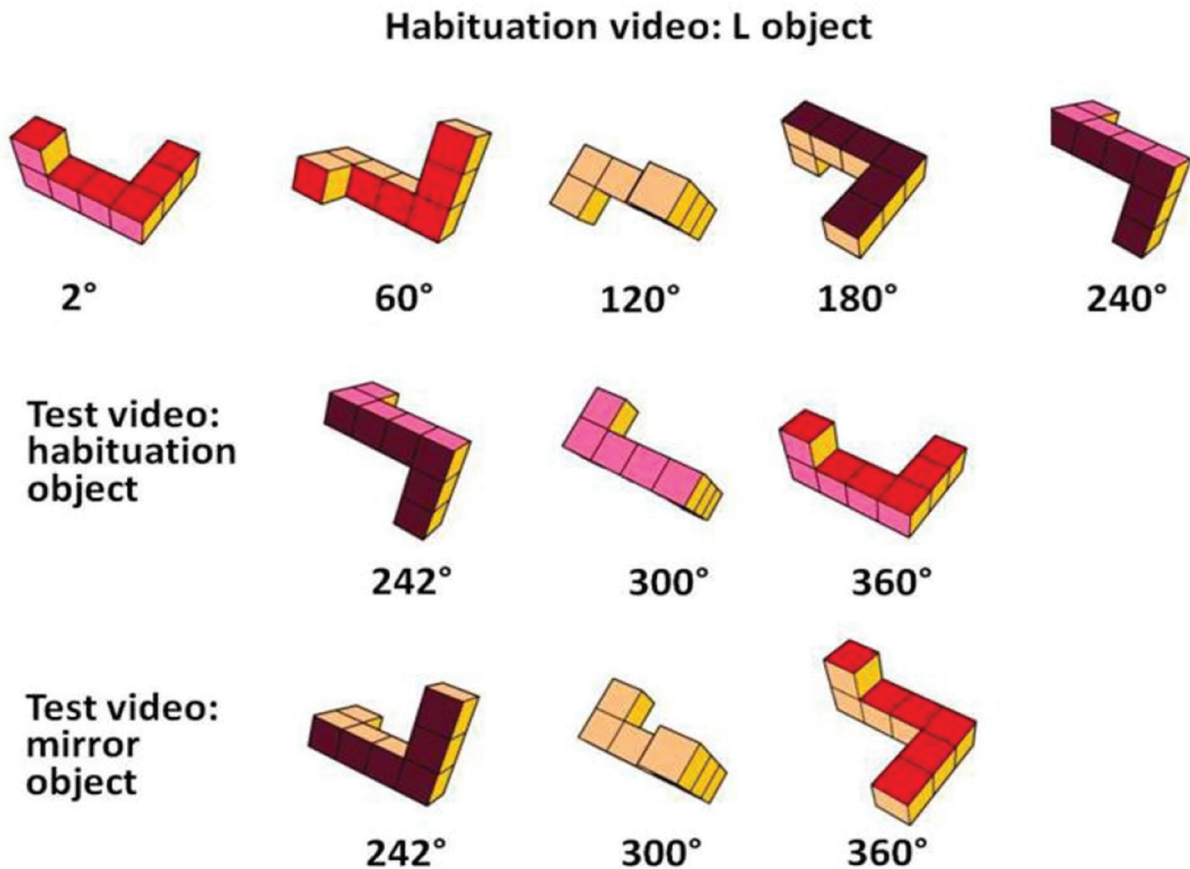 Habituation video: L object
2° 60° 120° 180° 240°
Test video:
habituation
object
242° 300° 360°
Test video:
mirror
object
242° 300° 360°